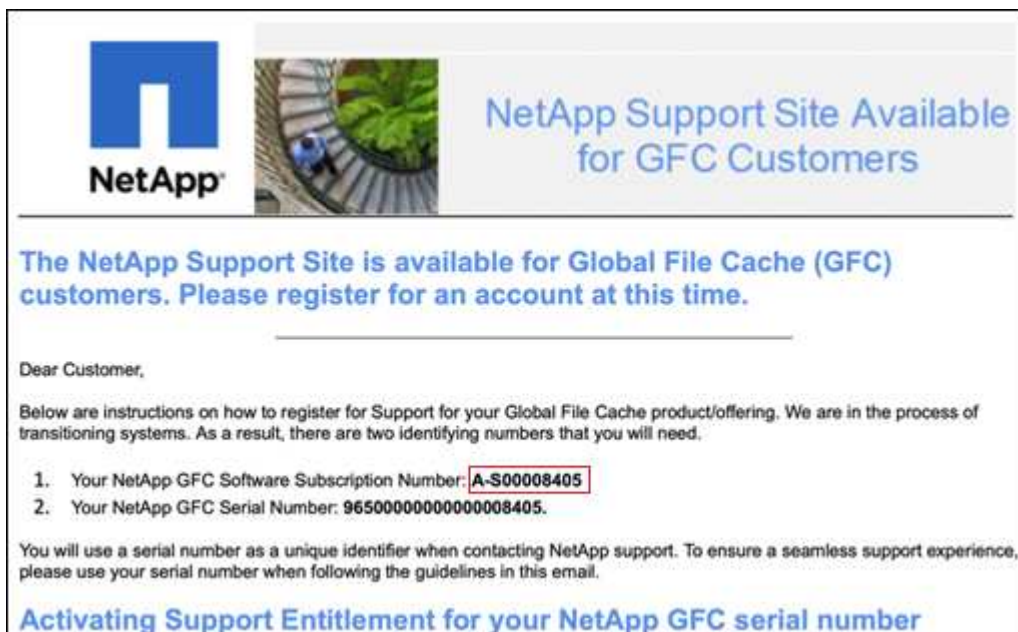 NetApp
NetApp Support Site Available
for GFC Customers
The NetApp Support Site is available for Global File Cache (GFC)
customers. Please register for an account at this time.
Dear Customer,
Below are instructions on how to register for Support for your Global File Cache product/offering. We are in the process of
transitioning systems. As a result, there are two identifying numbers that you will need.
1. Your NetApp GFC Software Subscription Number: A-S00008405
2. Your NetApp GFC Serial Number: 96500000000000008405.
You will use a serial number as a unique identifier when contacting NetApp support. To ensure a seamless support experience,
please use your serial number when following the guidelines in this email.
Activating Support Entitlement for your NetApp GFC serial number